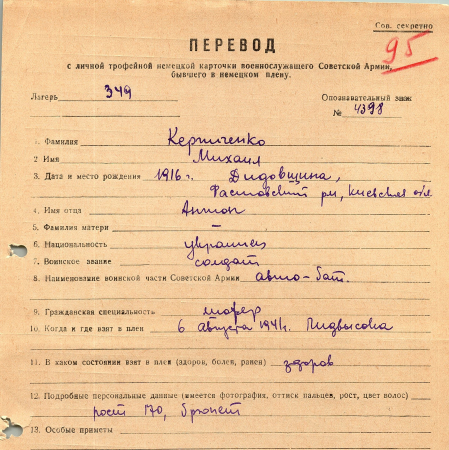 Сов. секретно
95
ПЕРЕВОД
с личной трофейной немецкой карточки военнослужащего Советской Армии,
бывшего в немецком плену.
Лагерь 349
Опознавательный знак
№ 4398
1. Фамилия Керпиченко
2 Имя Михаил
3. Дата и место рождения 1916 г. Дидовщина,
Фастовский рн, Киевская обл
4. Имя отца Антон
5. Фамилия матери –
6. Национальность украинец
7. Воинское звание солдат
8. Наименование воинской части Советской Армии авто-бат.
9. Гражданская специальность шофер
10. Когда и где взят в плен 6 августа 1941г. Пидвысока
11. В каком состоянии взят в плен (здоров, болен, ранен) здоров
12. Подробные персональные данные (имеется фотография, оттиск пальцев, рост, цвет волос)
рост 170, брюнет
13. Особые приметы